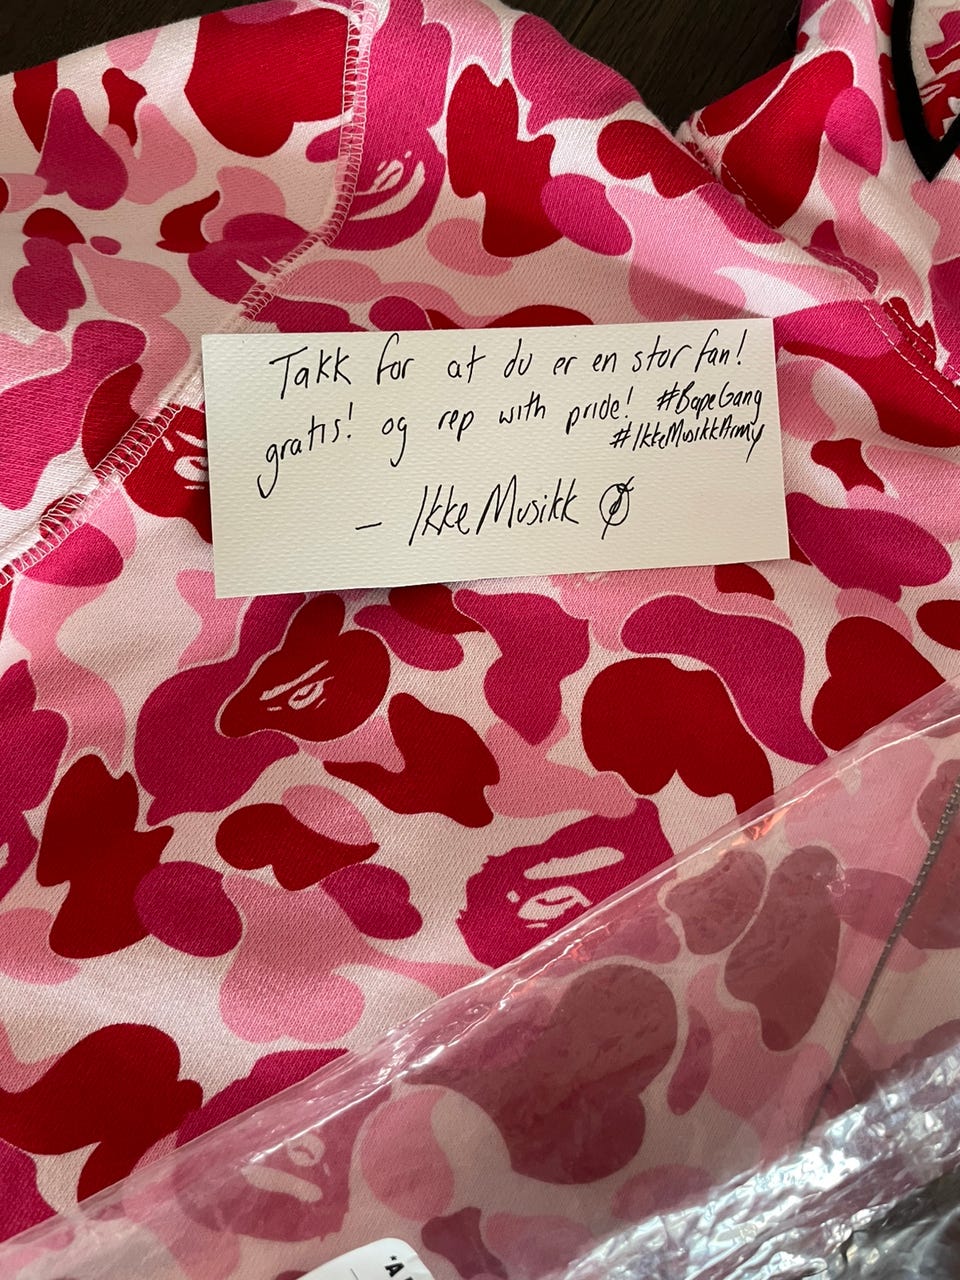 Takk for at du er en stor fan!
gratis! og rep with pride! #BapeGang
#IkkeMusikkArmy
– IkkeMusikk Ø